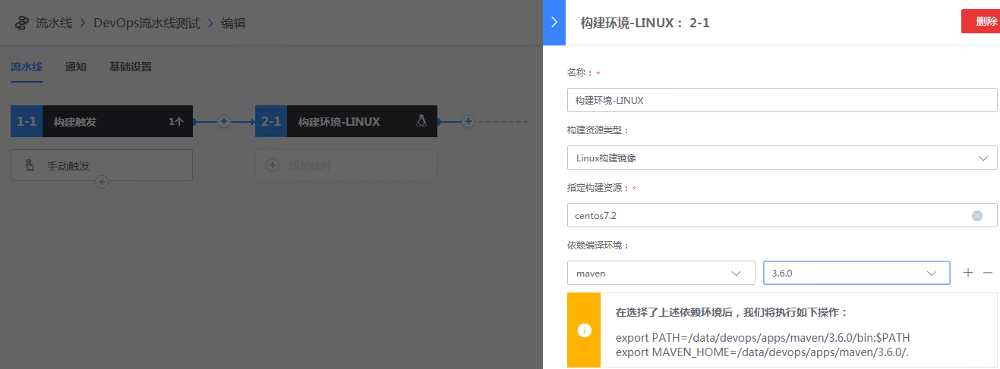 流水线 > DevOps流水线测试 > 编辑
流水线 通知 基础设置
1-1 构建触发 1个
2-1 构建环境-LINUX
手动触发
添加插件
构建环境-LINUX： 2-1
删除
名称： *
构建环境-LINUX
构建资源类型：
Linux构建镜像
指定构建资源： *
centos7.2
依赖编译环境：
maven 3.6.0
在选择了上述依赖环境后，我们将执行如下操作：
export PATH=/data/devops/apps/maven/3.6.0/bin:$PATH
export MAVEN_HOME=/data/devops/apps/maven/3.6.0/.